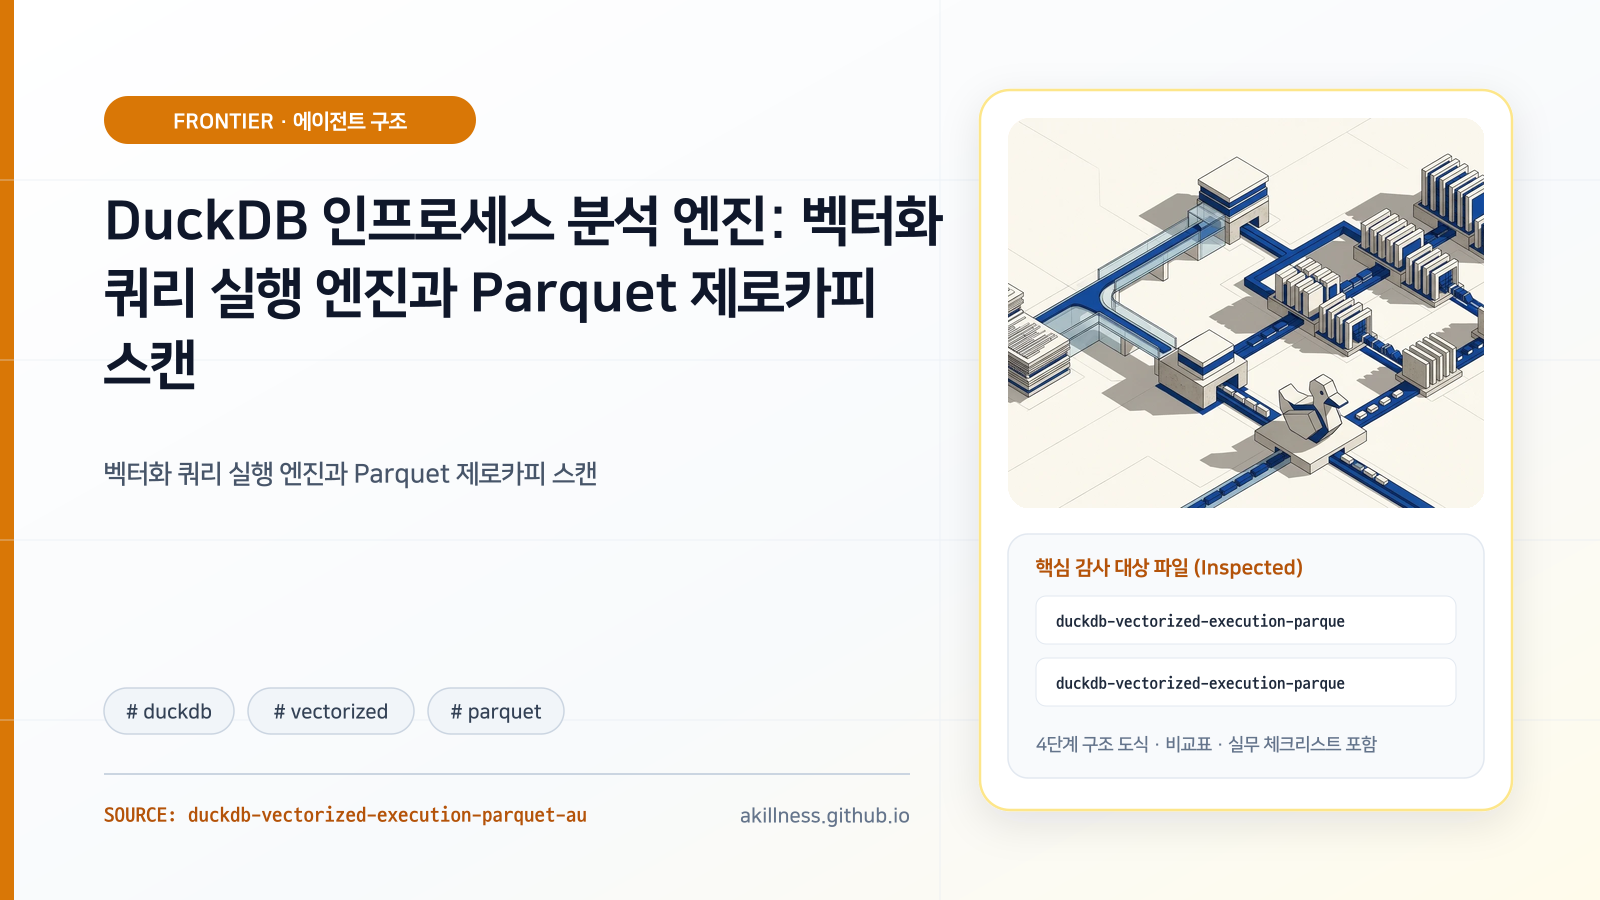 FRONTIER · 에이전트 구조
DuckDB 인프로세스 분석 엔진: 벡터화
쿼리 실행 엔진과 Parquet 제로카피
스캔
벡터화 쿼리 실행 엔진과 Parquet 제로카피 스캔
# duckdb
# vectorized
# parquet
SOURCE: duckdb-vectorized-execution-parquet-au
akillness.github.io
핵심 감사 대상 파일 (Inspected)
duckdb-vectorized-execution-parque
duckdb-vectorized-execution-parque
4단계 구조 도식 · 비교표 · 실무 체크리스트 포함